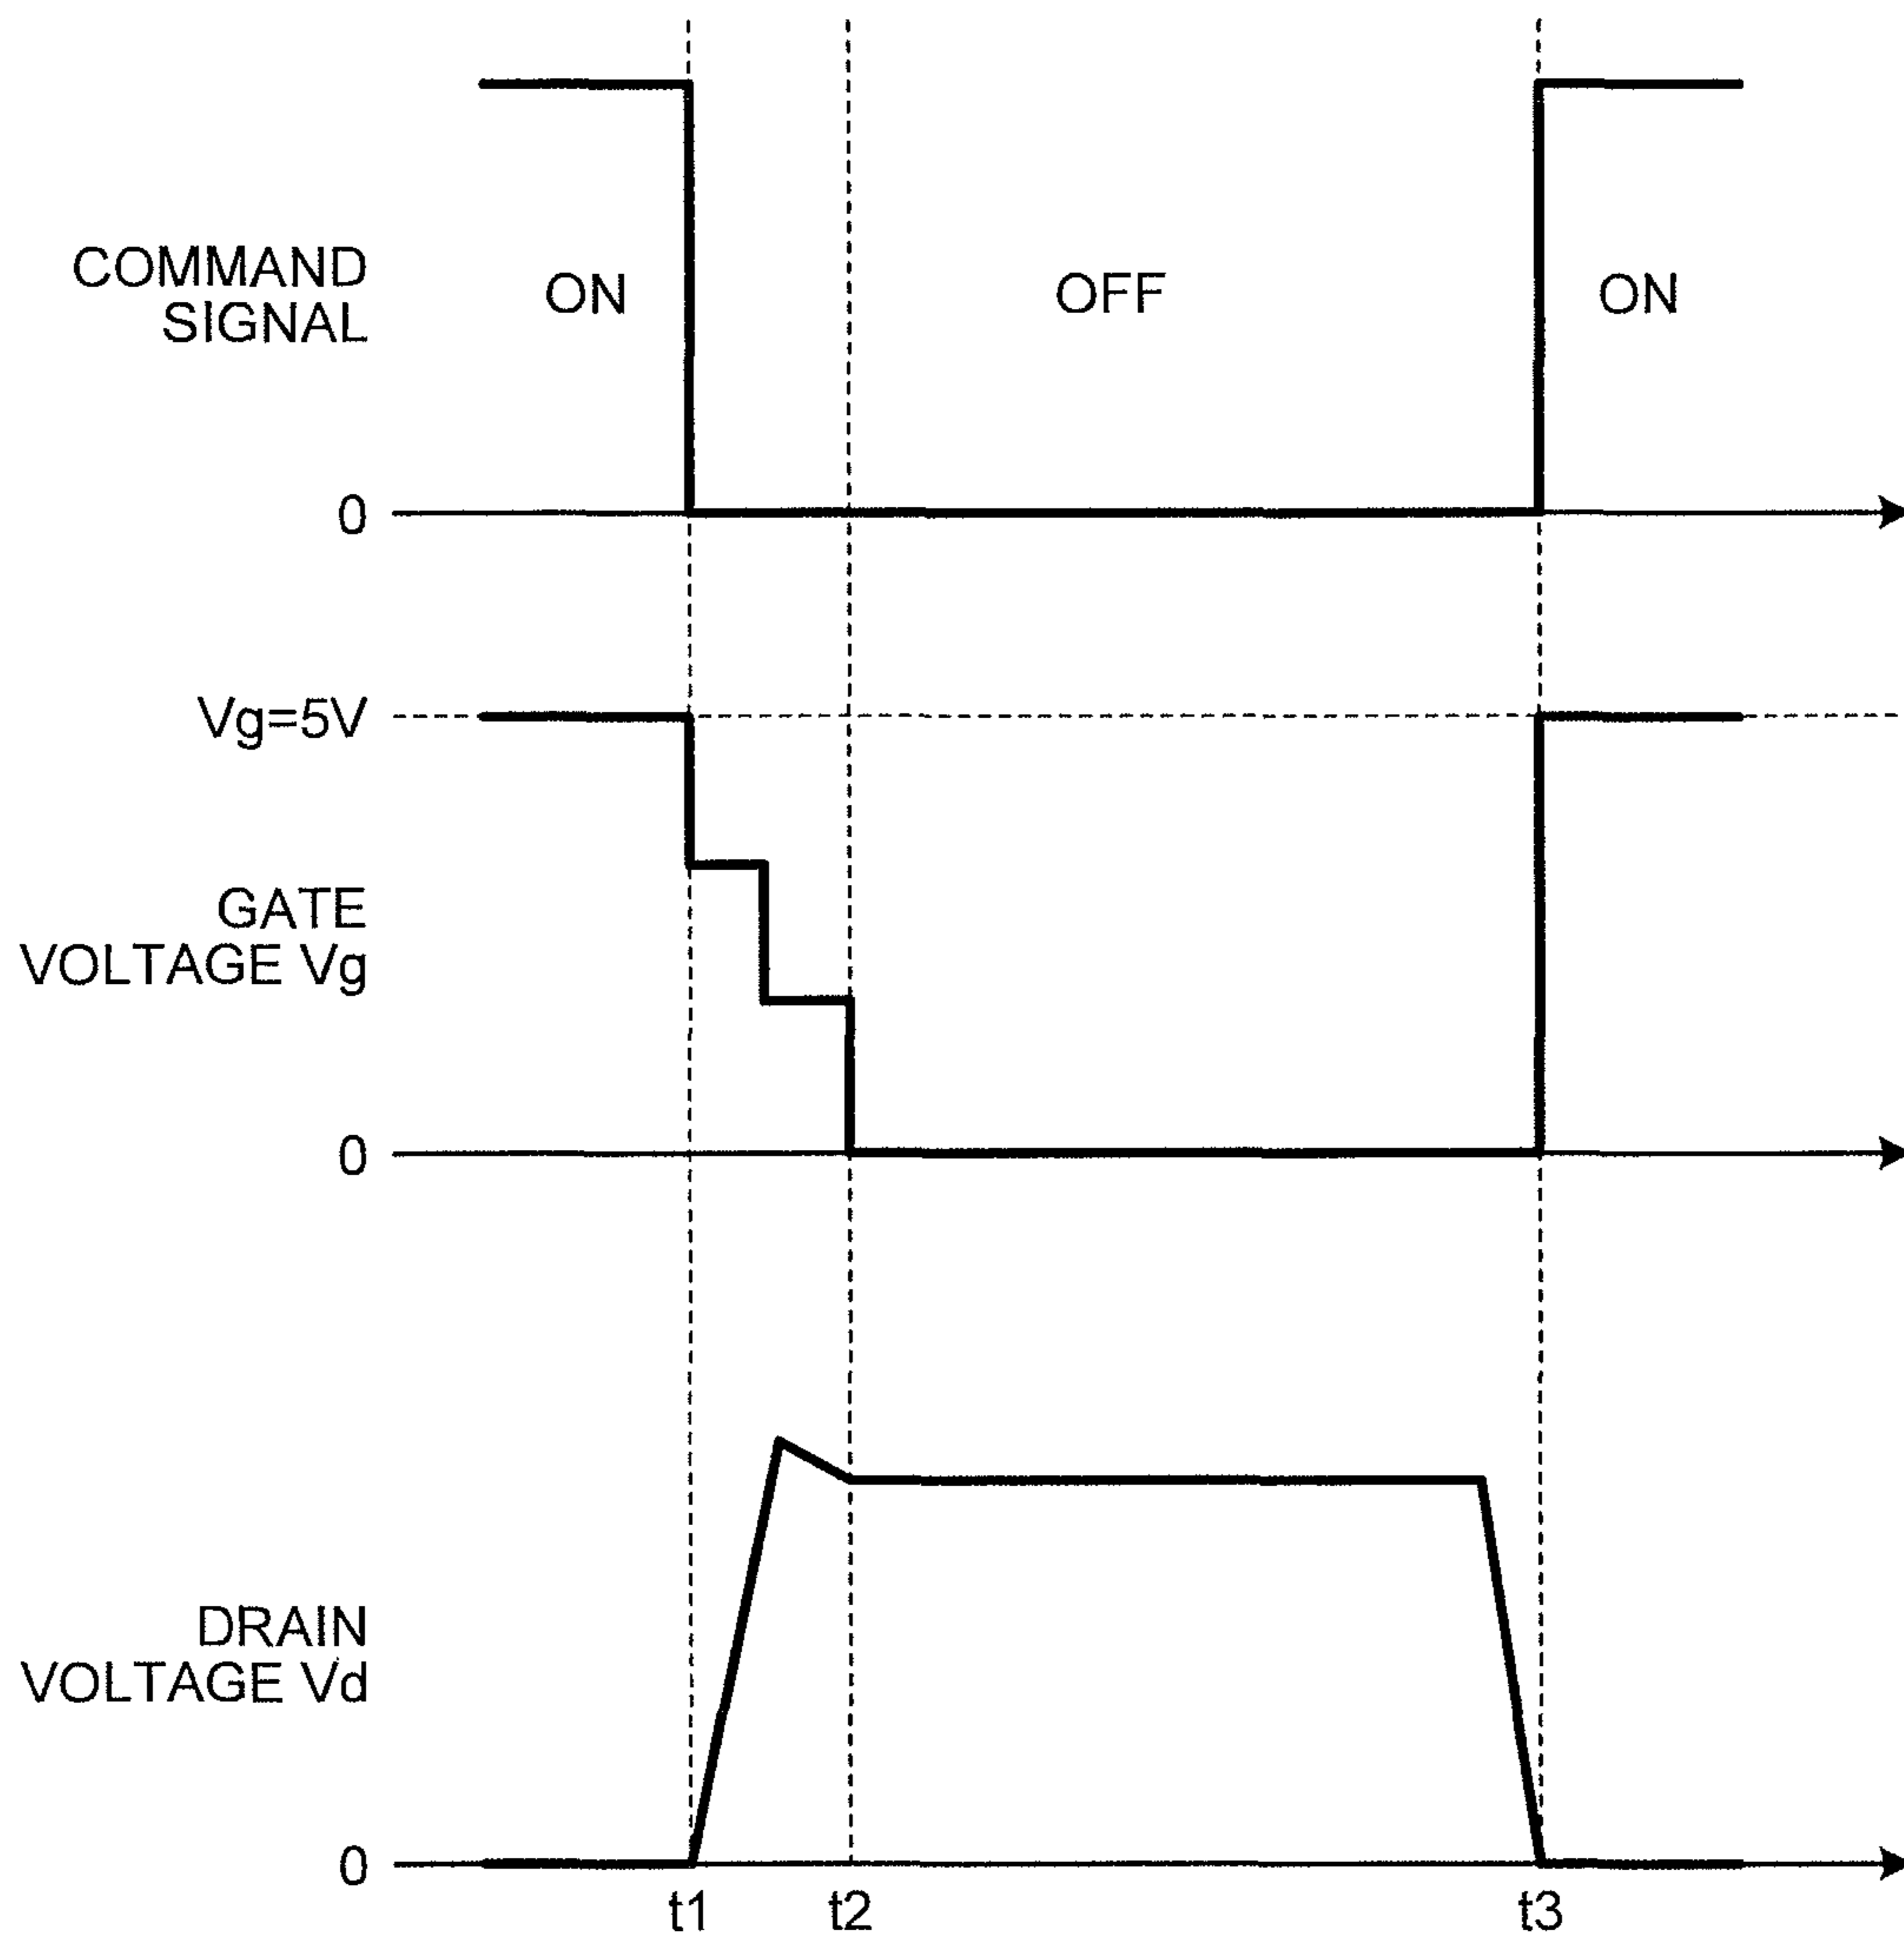 COMMAND
SIGNAL
ON
OFF
ON
0
Vg=5V
GATE
VOLTAGE Vg
0
DRAIN
VOLTAGE Vd
0
t1
t2
t3